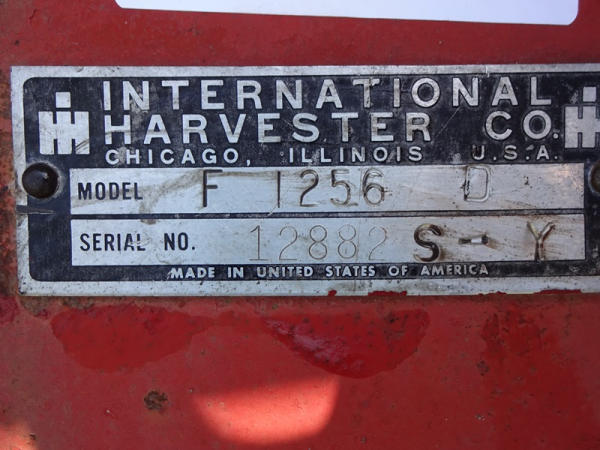 INTERNATIONAL
HARVESTER CO.
CHICAGO, ILLINOIS U.S.A.
MODEL F 1256 D
SERIAL NO. 12882 S-Y
MADE IN UNITED STATES OF AMERICA